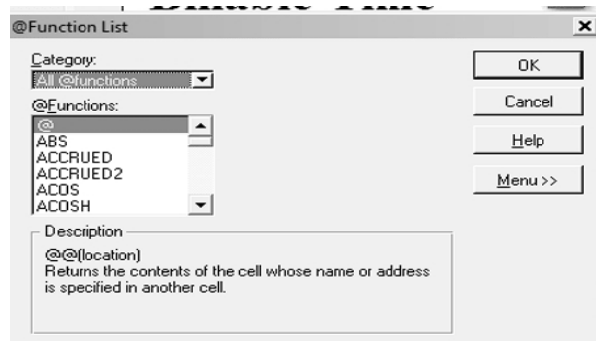 @Function List
Category:
All @functions
OK
@Functions:
Cancel
@
ABS
ACCRUED
ACCRUED2
ACOS
ACOSH
Help
Menu >>
Description
@@(location)
Returns the contents of the cell whose name or address
is specified in another cell.